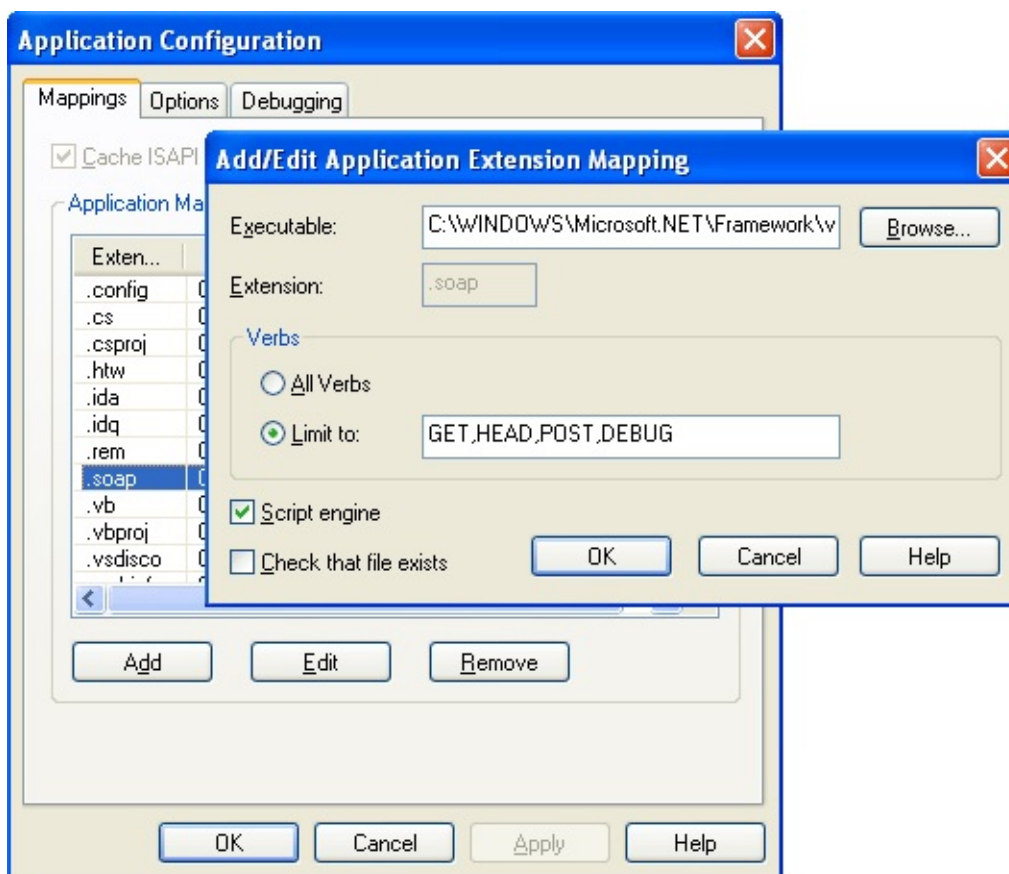 Application Configuration
Mappings Options Debugging
Cache ISAPI
Application Ma
Exten...
.config
.cs
.csproj
.htw
.ida
.idq
.rem
.soap
.vb
.vbproj
.vsdisco
Add Edit Remove
OK Cancel Apply Help
Add/Edit Application Extension Mapping
Executable: C:\WINDOWS\Microsoft.NET\Framework\v Browse...
Extension: .soap
Verbs
All Verbs
Limit to: GET,HEAD,POST,DEBUG
Script engine
Check that file exists
OK Cancel Help